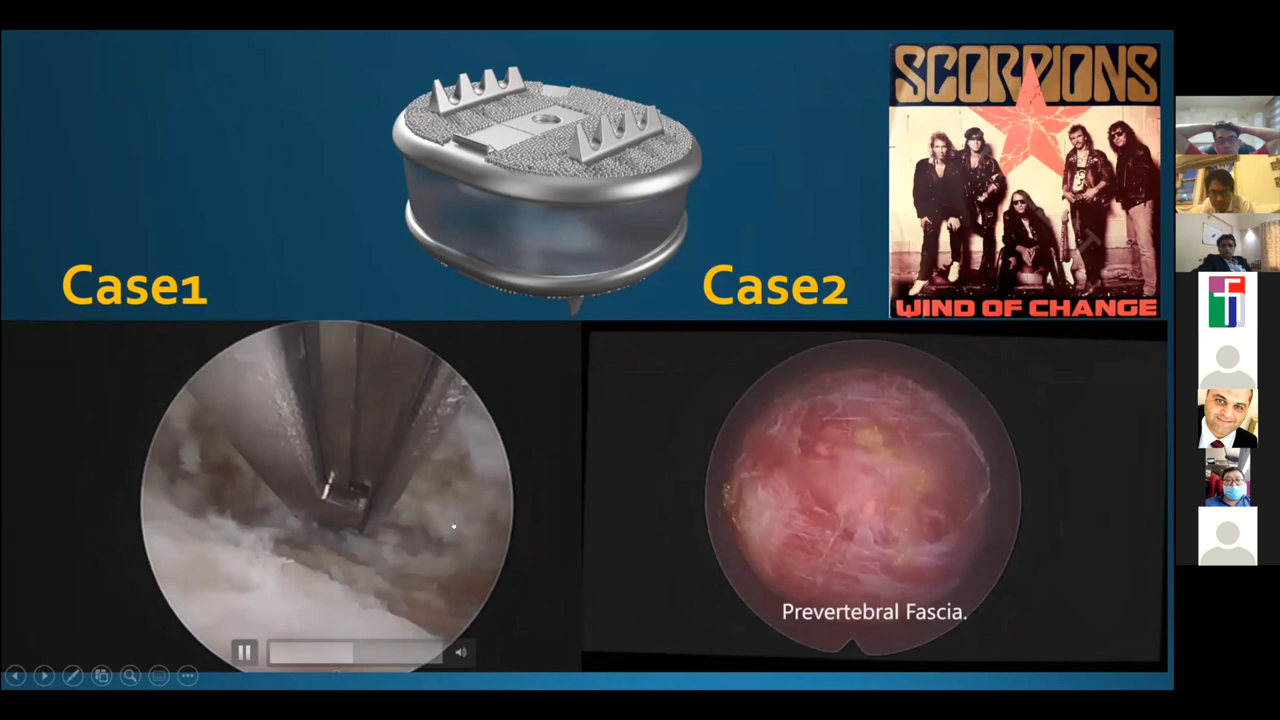 SCORPIONS
WIND OF CHANGE
Case1
Case2
Prevertebral Fascia.